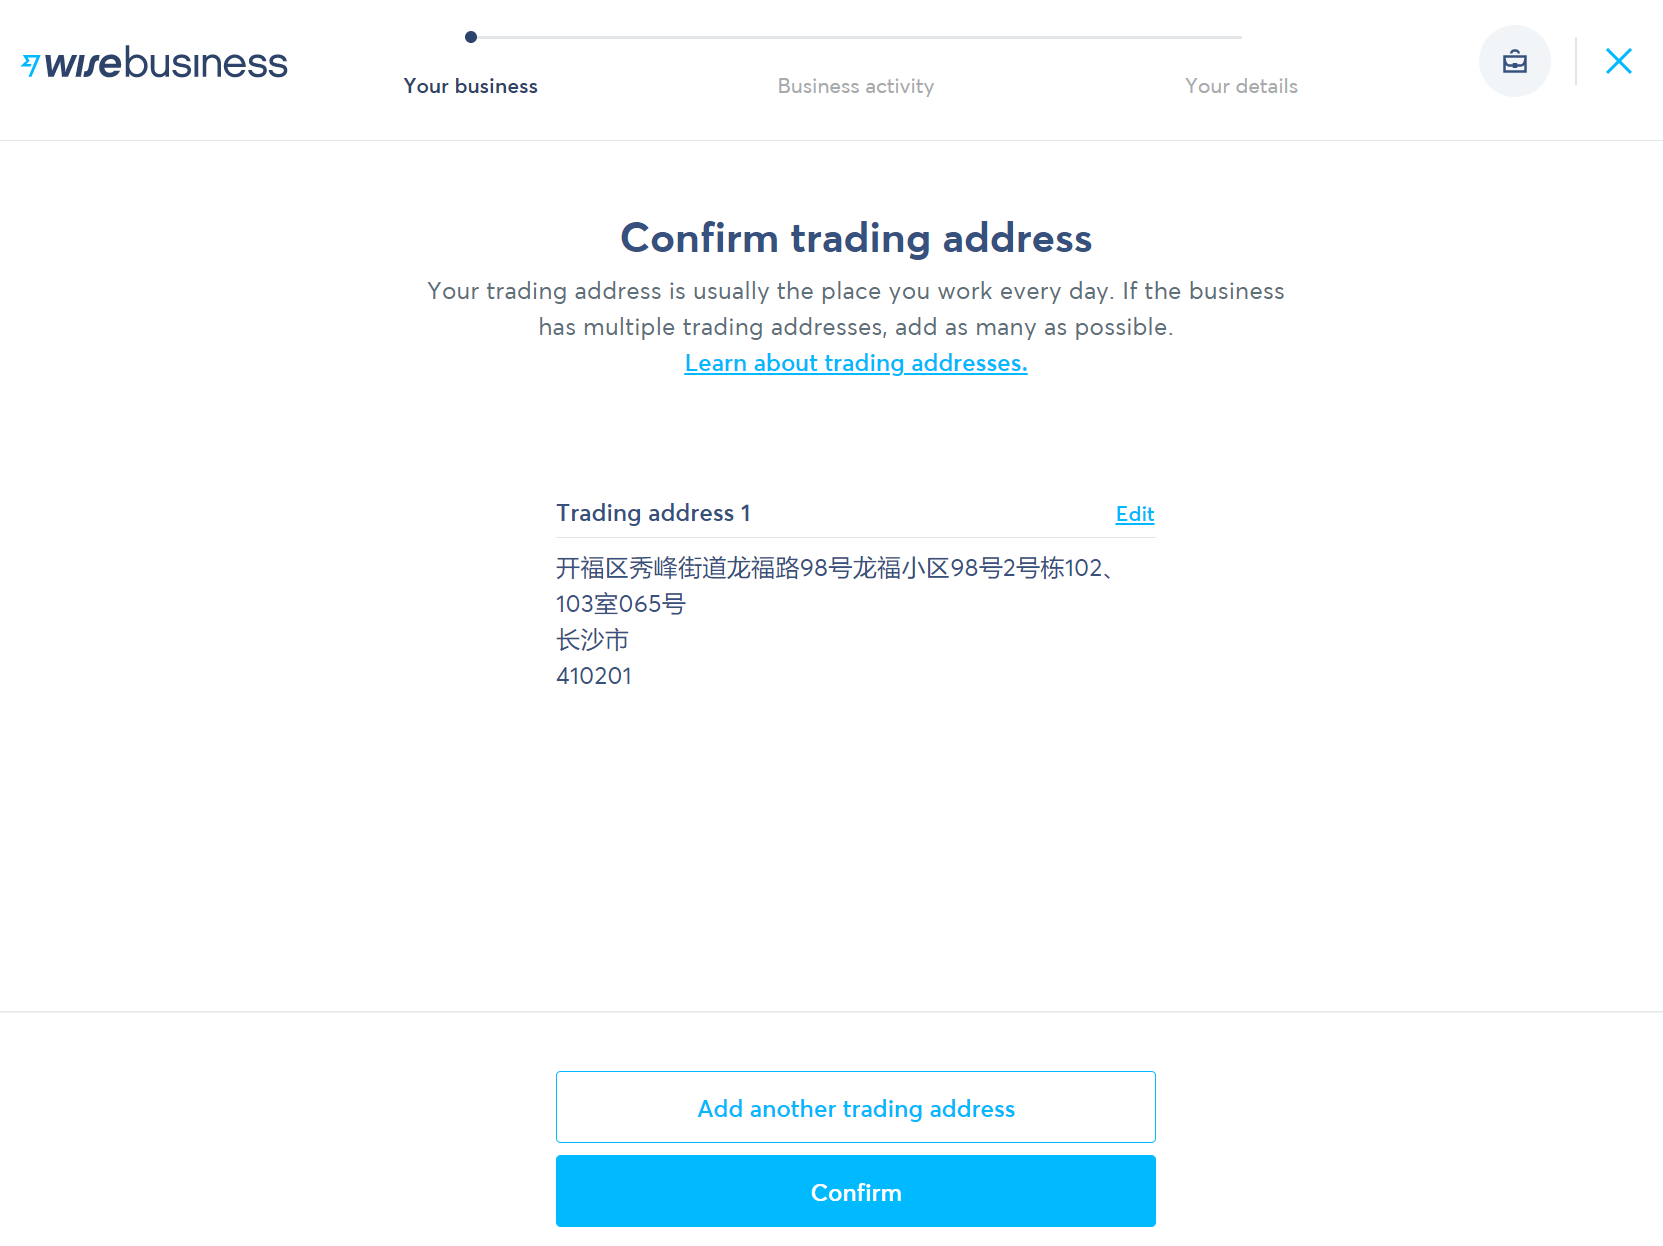 wise business
Your business
Business activity
Your details
Confirm trading address
Your trading address is usually the place you work every day. If the business
has multiple trading addresses, add as many as possible.
Learn about trading addresses.
Trading address 1
Edit
开福区秀峰街道龙福路98号龙福小区98号2号栋102、
103室065号
长沙市
410201
Add another trading address
Confirm